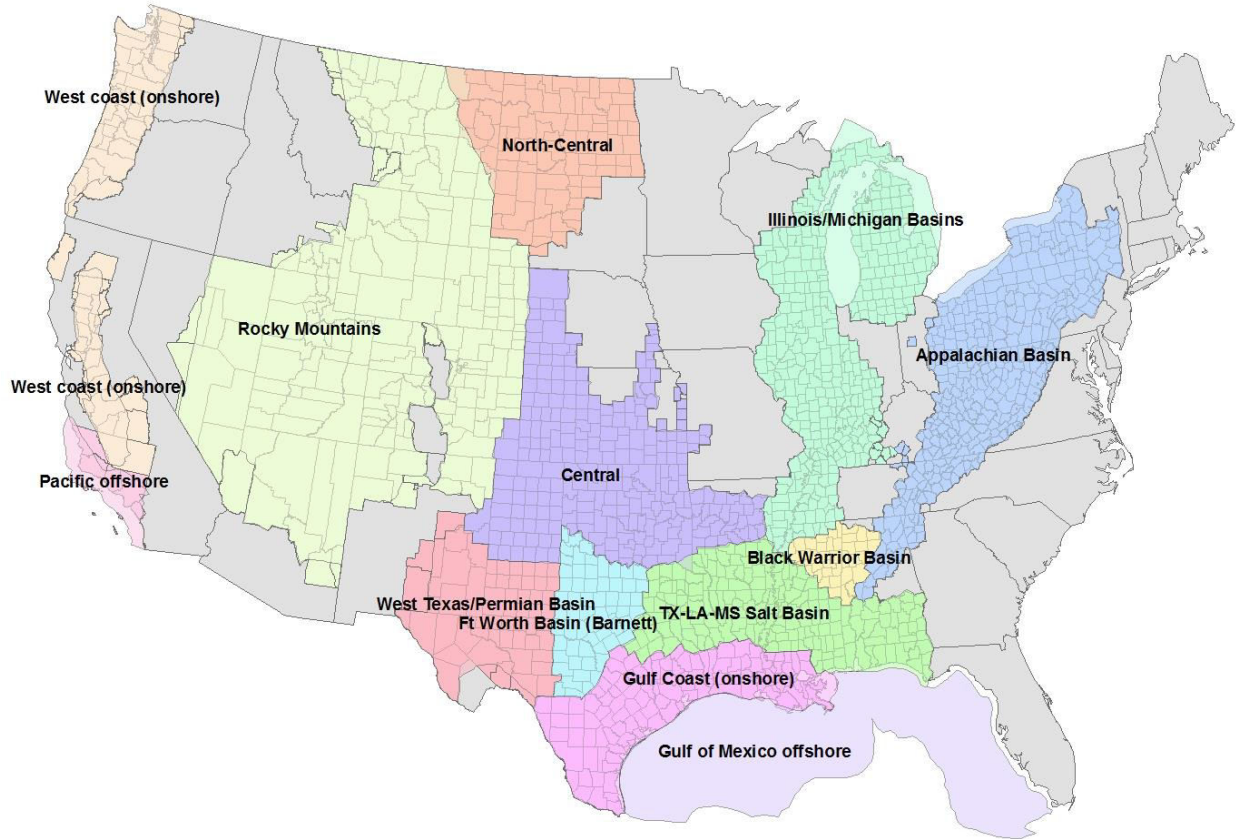 West coast (onshore)
North-Central
Illinois/Michigan Basins
Rocky Mountains
Appalachian Basin
West coast (onshore)
Central
Pacific offshore
Black Warrior Basin
West Texas/Permian Basin
TX-LA-MS Salt Basin
Ft Worth Basin (Barnett)
Gulf Coast (onshore)
Gulf of Mexico offshore